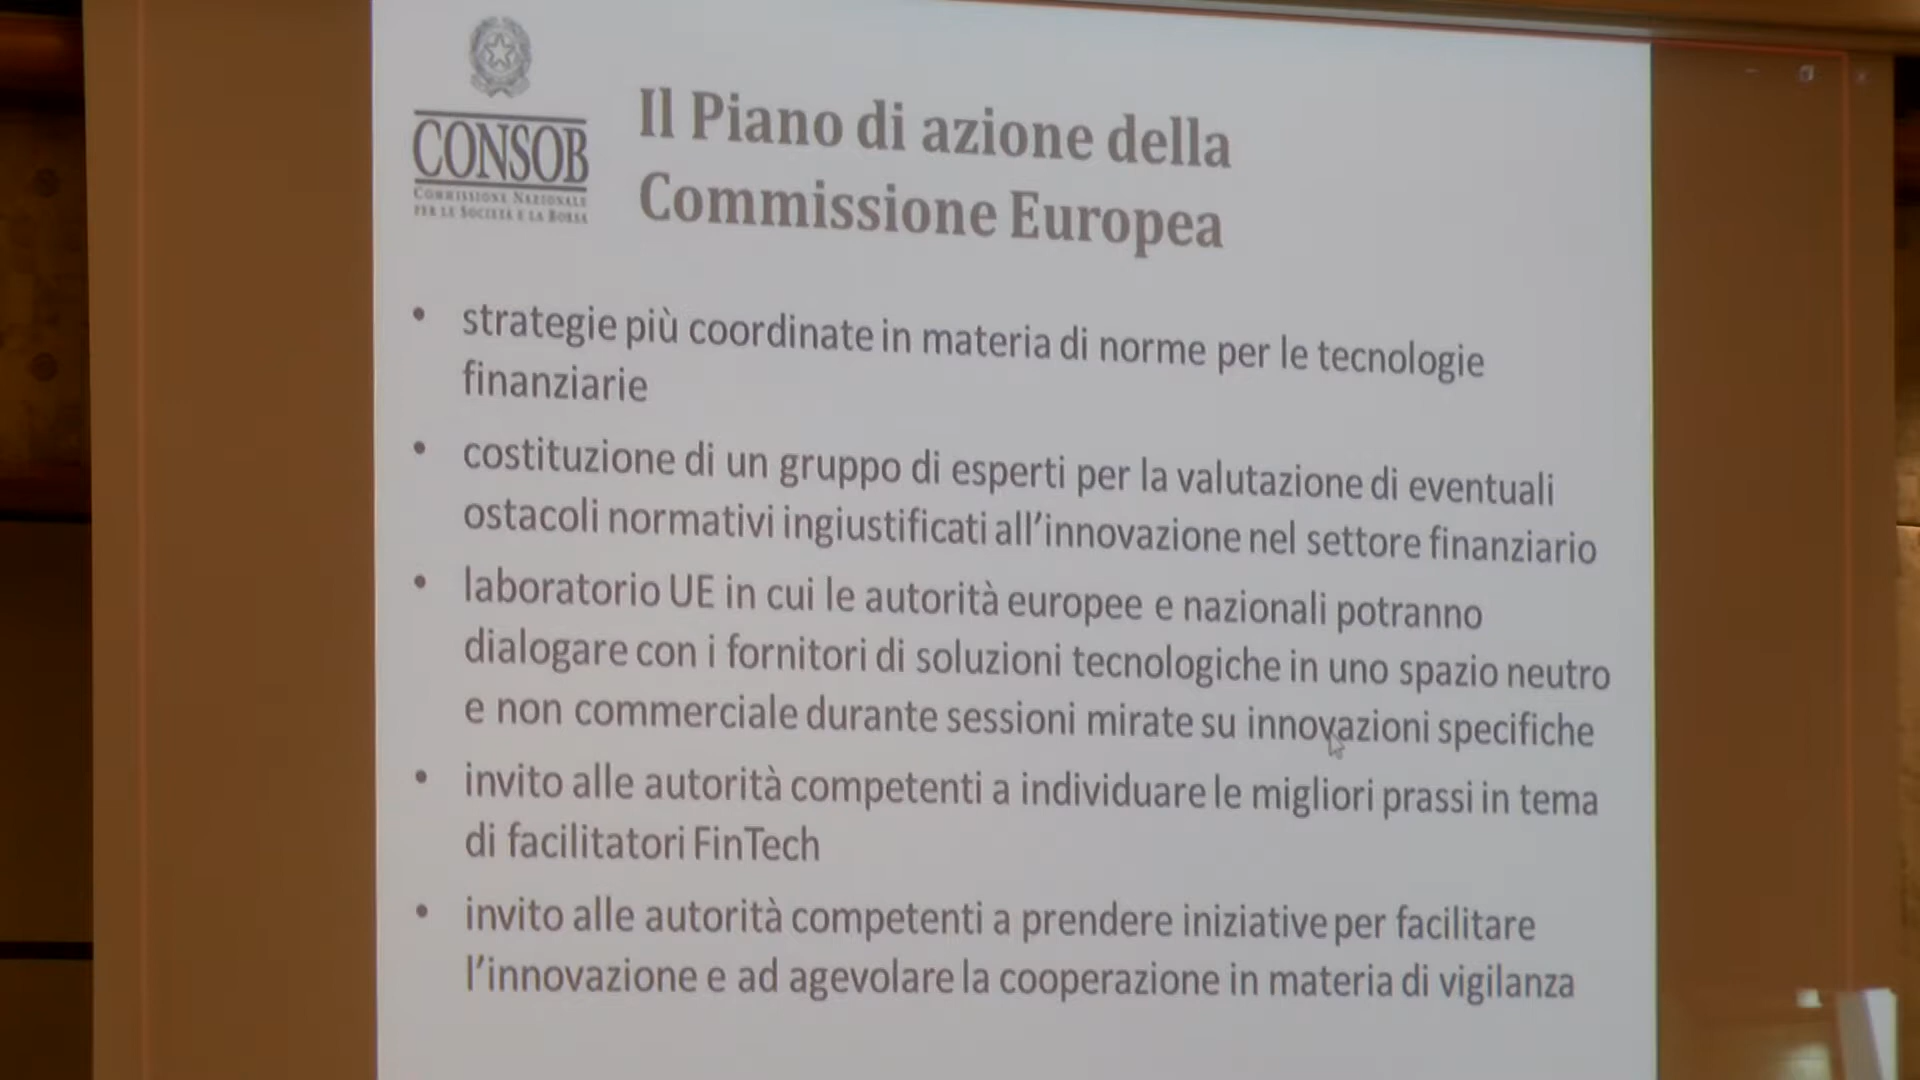 CONSOB
COMMISSIONE NAZIONALE
PER LE SOCIETÀ E LA BORSA
Il Piano di azione della
Commissione Europea
• strategie più coordinate in materia di norme per le tecnologie
finanziarie
• costituzione di un gruppo di esperti per la valutazione di eventuali
ostacoli normativi ingiustificati all'innovazione nel settore finanziario
• laboratorio UE in cui le autorità europee e nazionali potranno
dialogare con i fornitori di soluzioni tecnologiche in uno spazio neutro
e non commerciale durante sessioni mirate su innovazioni specifiche
• invito alle autorità competenti a individuare le migliori prassi in tema
di facilitatori FinTech
• invito alle autorità competenti a prendere iniziative per facilitare
l'innovazione e ad agevolare la cooperazione in materia di vigilanza